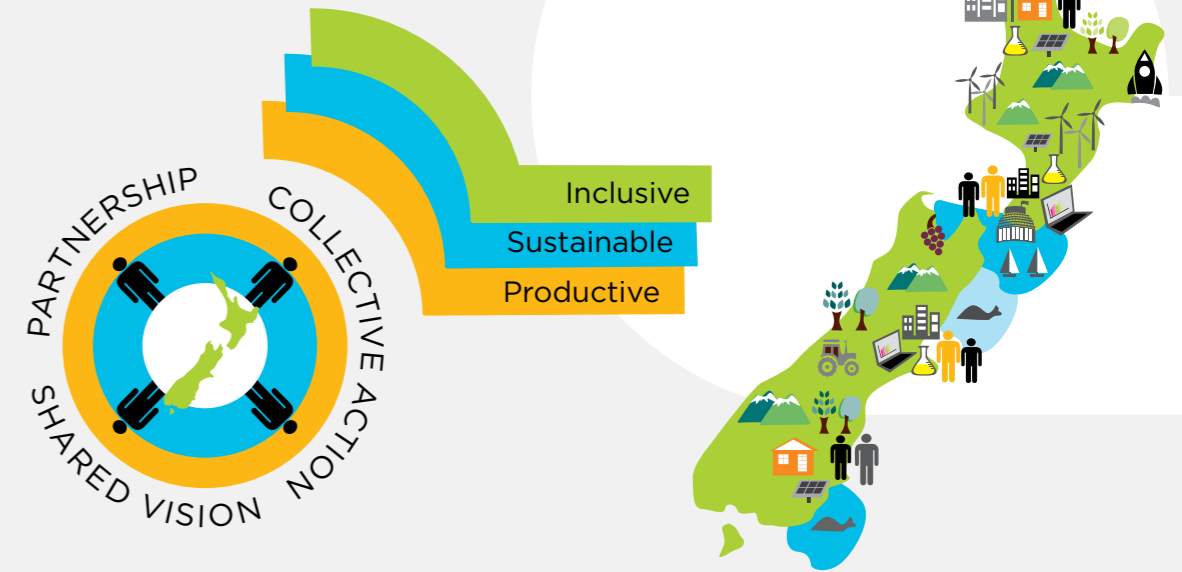 PARTNERSHIP
COLLECTIVE ACTION
SHARED VISION
Inclusive
Sustainable
Productive